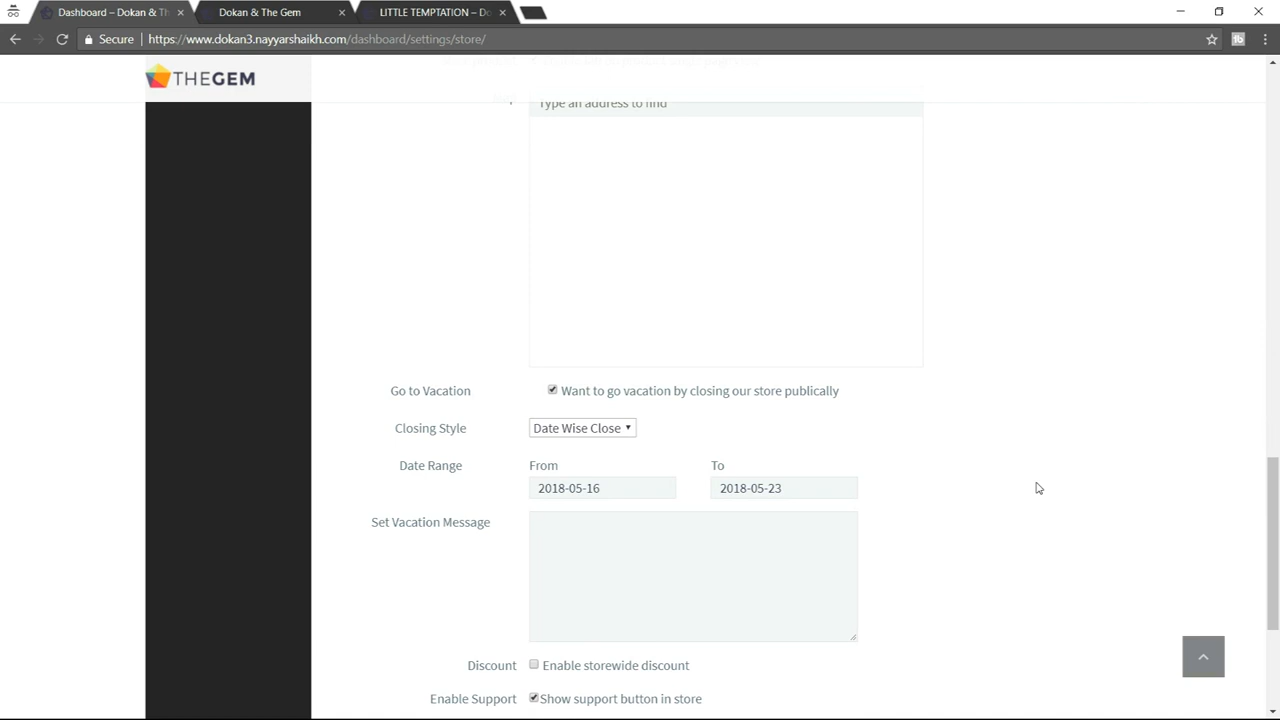 Dashboard – Dokan & Th
Dokan & The Gem
LITTLE TEMPTATION – Do
Secure
https://www.dokan3.nayyarshaikh.com/dashboard/settings/store/
THEGEM
Type an address to find
Go to Vacation
Want to go vacation by closing our store publically
Closing Style
Date Wise Close
Date Range
From
To
2018-05-16
2018-05-23
Set Vacation Message
Discount
Enable storewide discount
Enable Support
Show support button in store